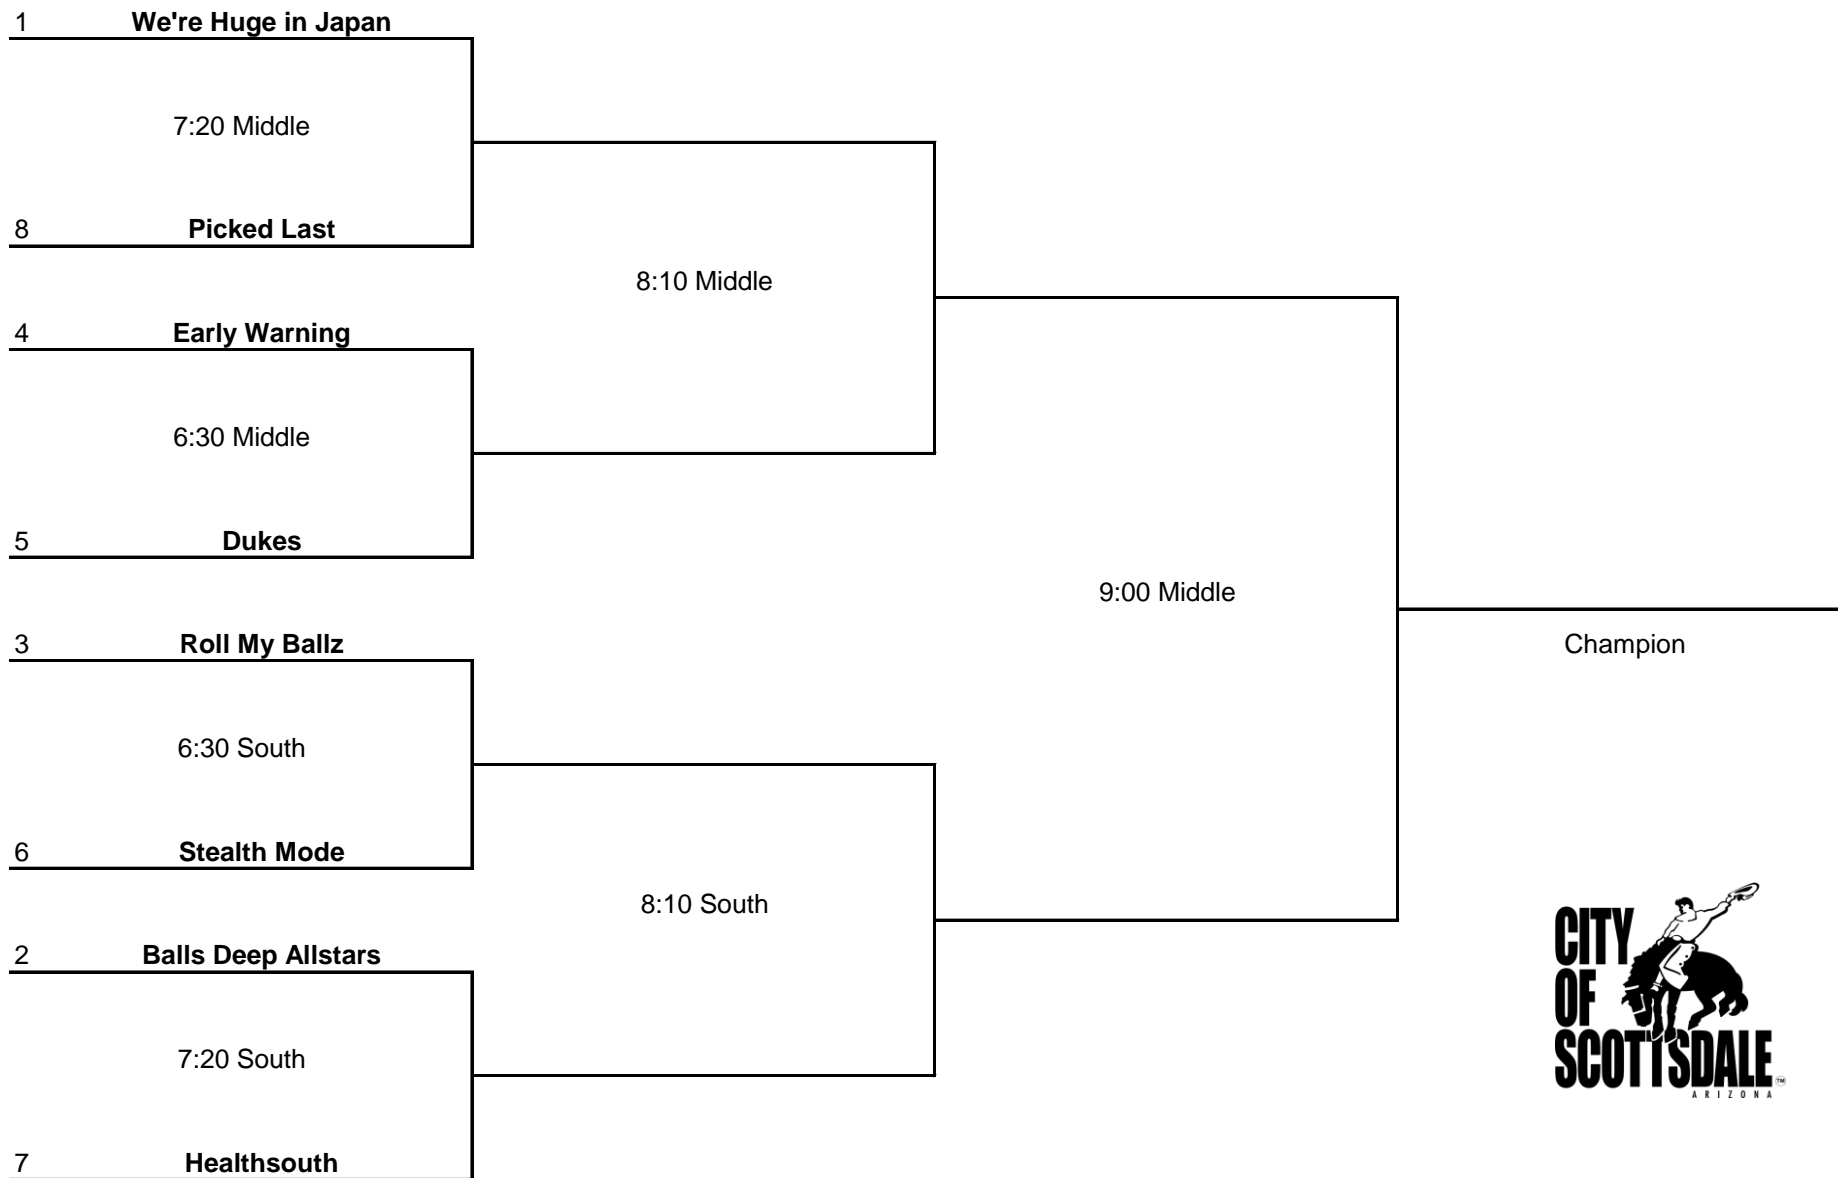 1 We're Huge in Japan
7:20 Middle
8 Picked Last
8:10 Middle
4 Early Warning
6:30 Middle
5 Dukes
9:00 Middle
3 Roll My Ballz
Champion
6:30 South
6 Stealth Mode
8:10 South
2 Balls Deep Allstars
7:20 South
7 Healthsouth
CITY
OF
SCOTTSDALE TM
ARIZONA